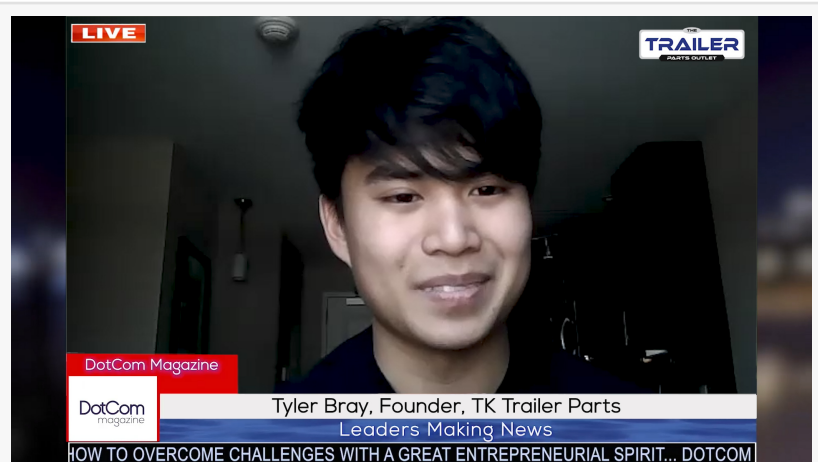 LIVE
THE
TRAILER
PARTS OUTLET
DotCom Magazine
DotCom
magazine
Tyler Bray, Founder, TK Trailer Parts
Leaders Making News
HOW TO OVERCOME CHALLENGES WITH A GREAT ENTREPRENEURIAL SPIRIT... DOTCOM